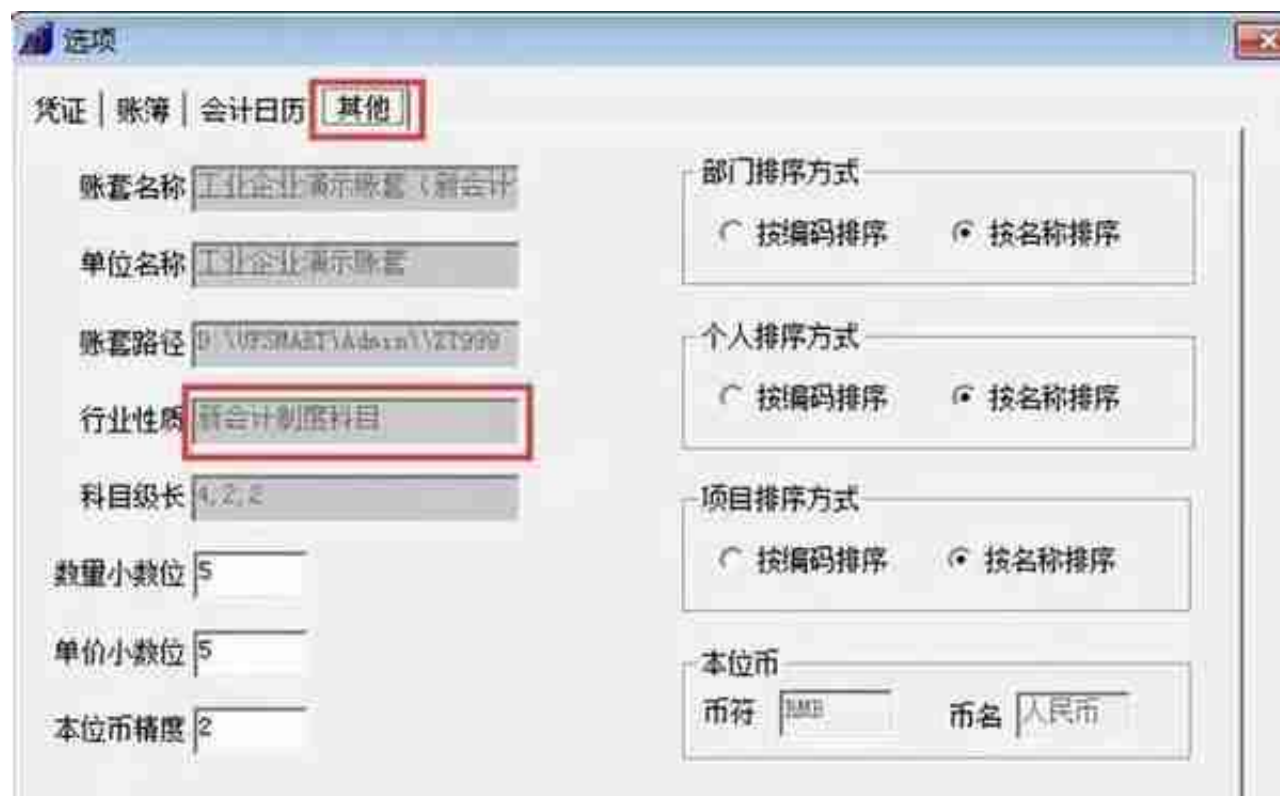 选项
凭证 账簿 会计日历 其他
账套名称 工业企业演示账套（新会计
单位名称 工业企业演示账套
账套路径 D:\UFSMART\Admin\\ZT999
行业性质 新会计制度科目
科目级长 4,2,2
数量小数位 5
单价小数位 5
本位币精度 2
部门排序方式
按编码排序 按名称排序
个人排序方式
按编码排序 按名称排序
项目排序方式
按编码排序 按名称排序
本位币
币符 RMB 币名 人民币